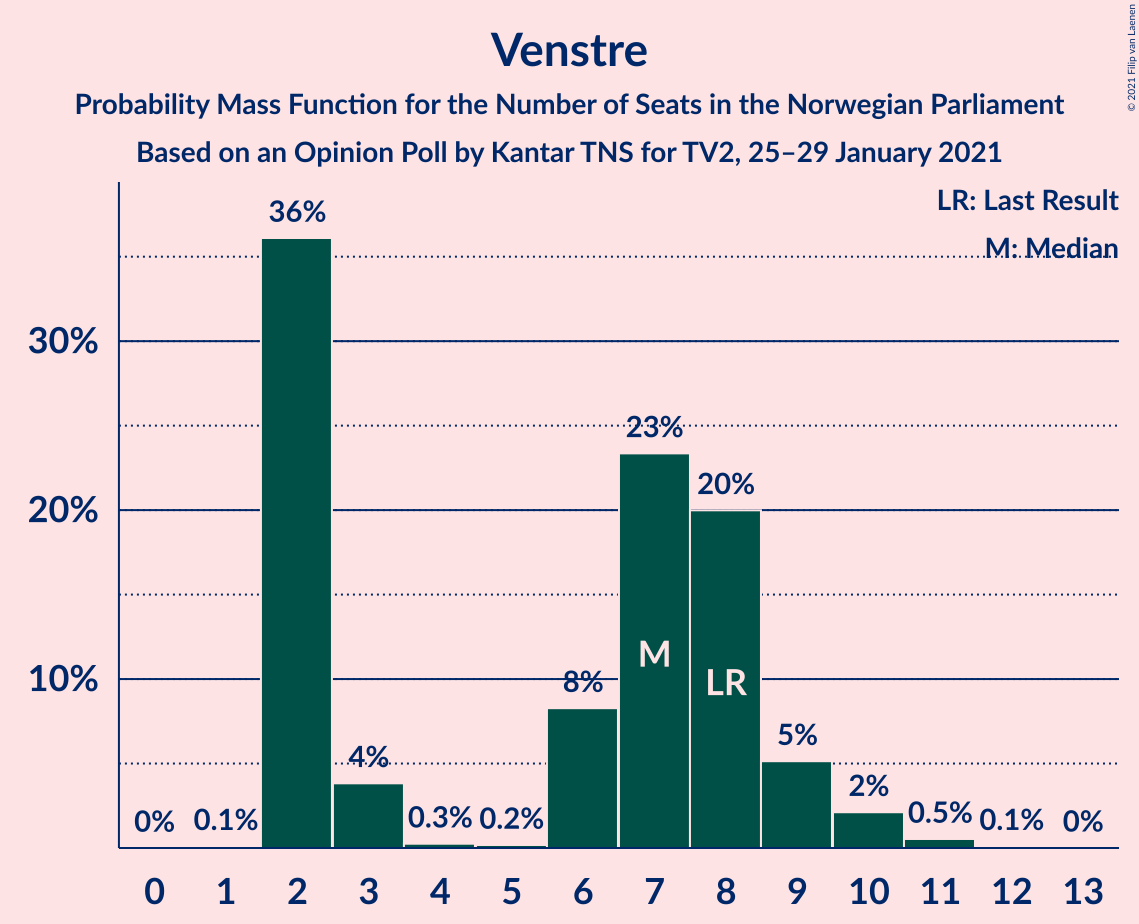 © 2021 Filip van Laenen
Venstre
Probability Mass Function for the Number of Seats in the Norwegian Parliament
Based on an Opinion Poll by Kantar TNS for TV2, 25–29 January 2021
LR: Last Result
M: Median
36%
30%
23%
20%
20%
M
LR
10%
8%
5%
4%
2%
0%
0.1%
0.3%
0.2%
0.5%
0.1%
0%
0 1 2 3 4 5 6 7 8 9 10 11 12 13